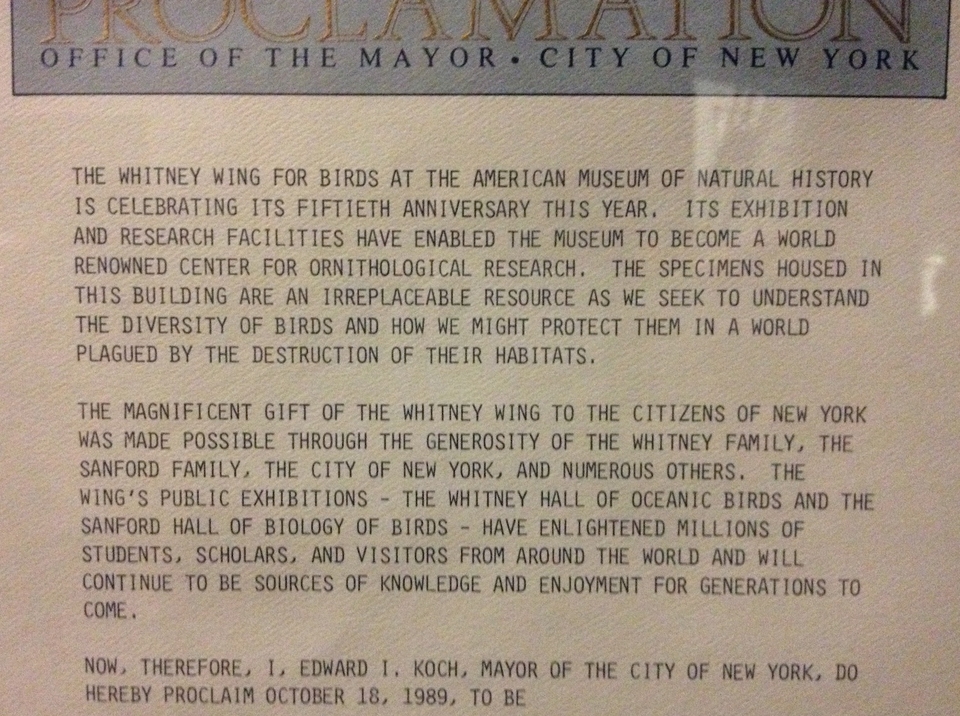 PROCLAMATION
OFFICE OF THE MAYOR • CITY OF NEW YORK
THE WHITNEY WING FOR BIRDS AT THE AMERICAN MUSEUM OF NATURAL HISTORY
IS CELEBRATING ITS FIFTIETH ANNIVERSARY THIS YEAR. ITS EXHIBITION
AND RESEARCH FACILITIES HAVE ENABLED THE MUSEUM TO BECOME A WORLD
RENOWNED CENTER FOR ORNITHOLOGICAL RESEARCH. THE SPECIMENS HOUSED IN
THIS BUILDING ARE AN IRREPLACEABLE RESOURCE AS WE SEEK TO UNDERSTAND
THE DIVERSITY OF BIRDS AND HOW WE MIGHT PROTECT THEM IN A WORLD
PLAGUED BY THE DESTRUCTION OF THEIR HABITATS.
THE MAGNIFICENT GIFT OF THE WHITNEY WING TO THE CITIZENS OF NEW YORK
WAS MADE POSSIBLE THROUGH THE GENEROSITY OF THE WHITNEY FAMILY, THE
SANFORD FAMILY, THE CITY OF NEW YORK, AND NUMEROUS OTHERS. THE
WING'S PUBLIC EXHIBITIONS - THE WHITNEY HALL OF OCEANIC BIRDS AND THE
SANFORD HALL OF BIOLOGY OF BIRDS - HAVE ENLIGHTENED MILLIONS OF
STUDENTS, SCHOLARS, AND VISITORS FROM AROUND THE WORLD AND WILL
CONTINUE TO BE SOURCES OF KNOWLEDGE AND ENJOYMENT FOR GENERATIONS TO
COME.
NOW, THEREFORE, I, EDWARD I. KOCH, MAYOR OF THE CITY OF NEW YORK, DO
HEREBY PROCLAIM OCTOBER 18, 1989, TO BE